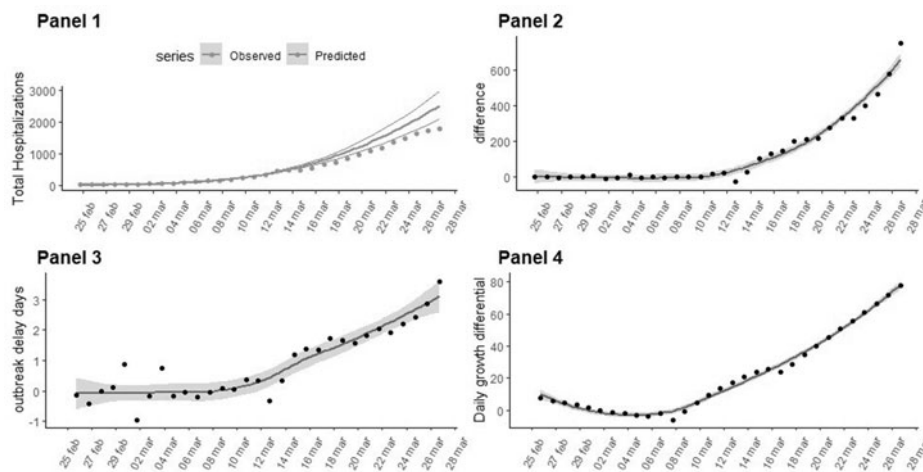 Panel 1
series Observed Predicted
Total Hospitalizations
3000
2000
1000
0
25 feb 27 feb 29 feb 02 mar 04 mar 06 mar 08 mar 10 mar 12 mar 14 mar 16 mar 18 mar 20 mar 22 mar 24 mar 26 mar 28 mar
Panel 2
difference
600
400
200
0
25 feb 27 feb 29 feb 02 mar 04 mar 06 mar 08 mar 10 mar 12 mar 14 mar 16 mar 18 mar 20 mar 22 mar 24 mar 26 mar 28 mar
Panel 3
outbreak delay days
3
2
1
0
-1
25 feb 27 feb 29 feb 02 mar 04 mar 06 mar 08 mar 10 mar 12 mar 14 mar 16 mar 18 mar 20 mar 22 mar 24 mar 26 mar 28 mar
Panel 4
Daily growth differential
80
60
40
20
0
25 feb 27 feb 29 feb 02 mar 04 mar 06 mar 08 mar 10 mar 12 mar 14 mar 16 mar 18 mar 20 mar 22 mar 24 mar 26 mar 28 mar